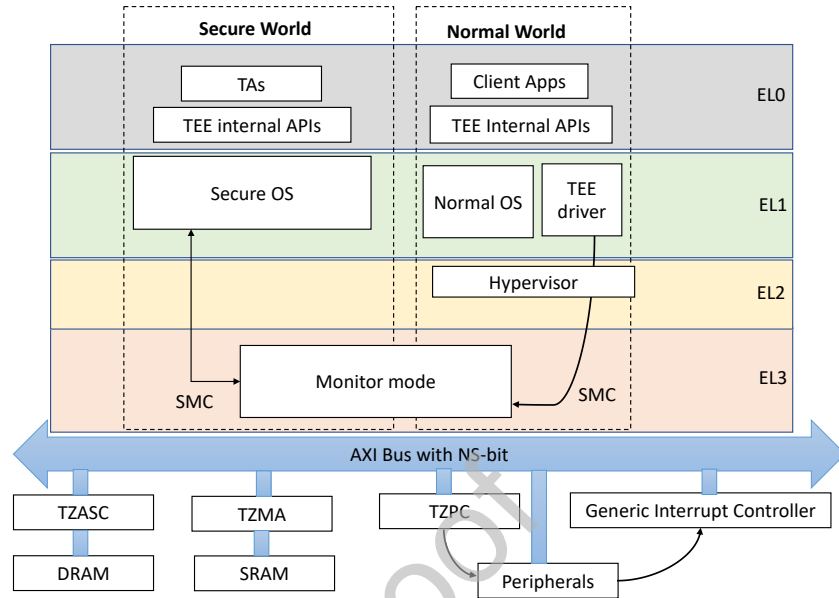 Secure World
Normal World
TAs
Client Apps
EL0
TEE internal APIs
TEE Internal APIs
Secure OS
Normal OS
TEE
driver
EL1
Hypervisor
EL2
Monitor mode
EL3
SMC
SMC
AXI Bus with NS-bit
TZASC
TZMA
TZPC
Generic Interrupt Controller
DRAM
SRAM
Peripherals